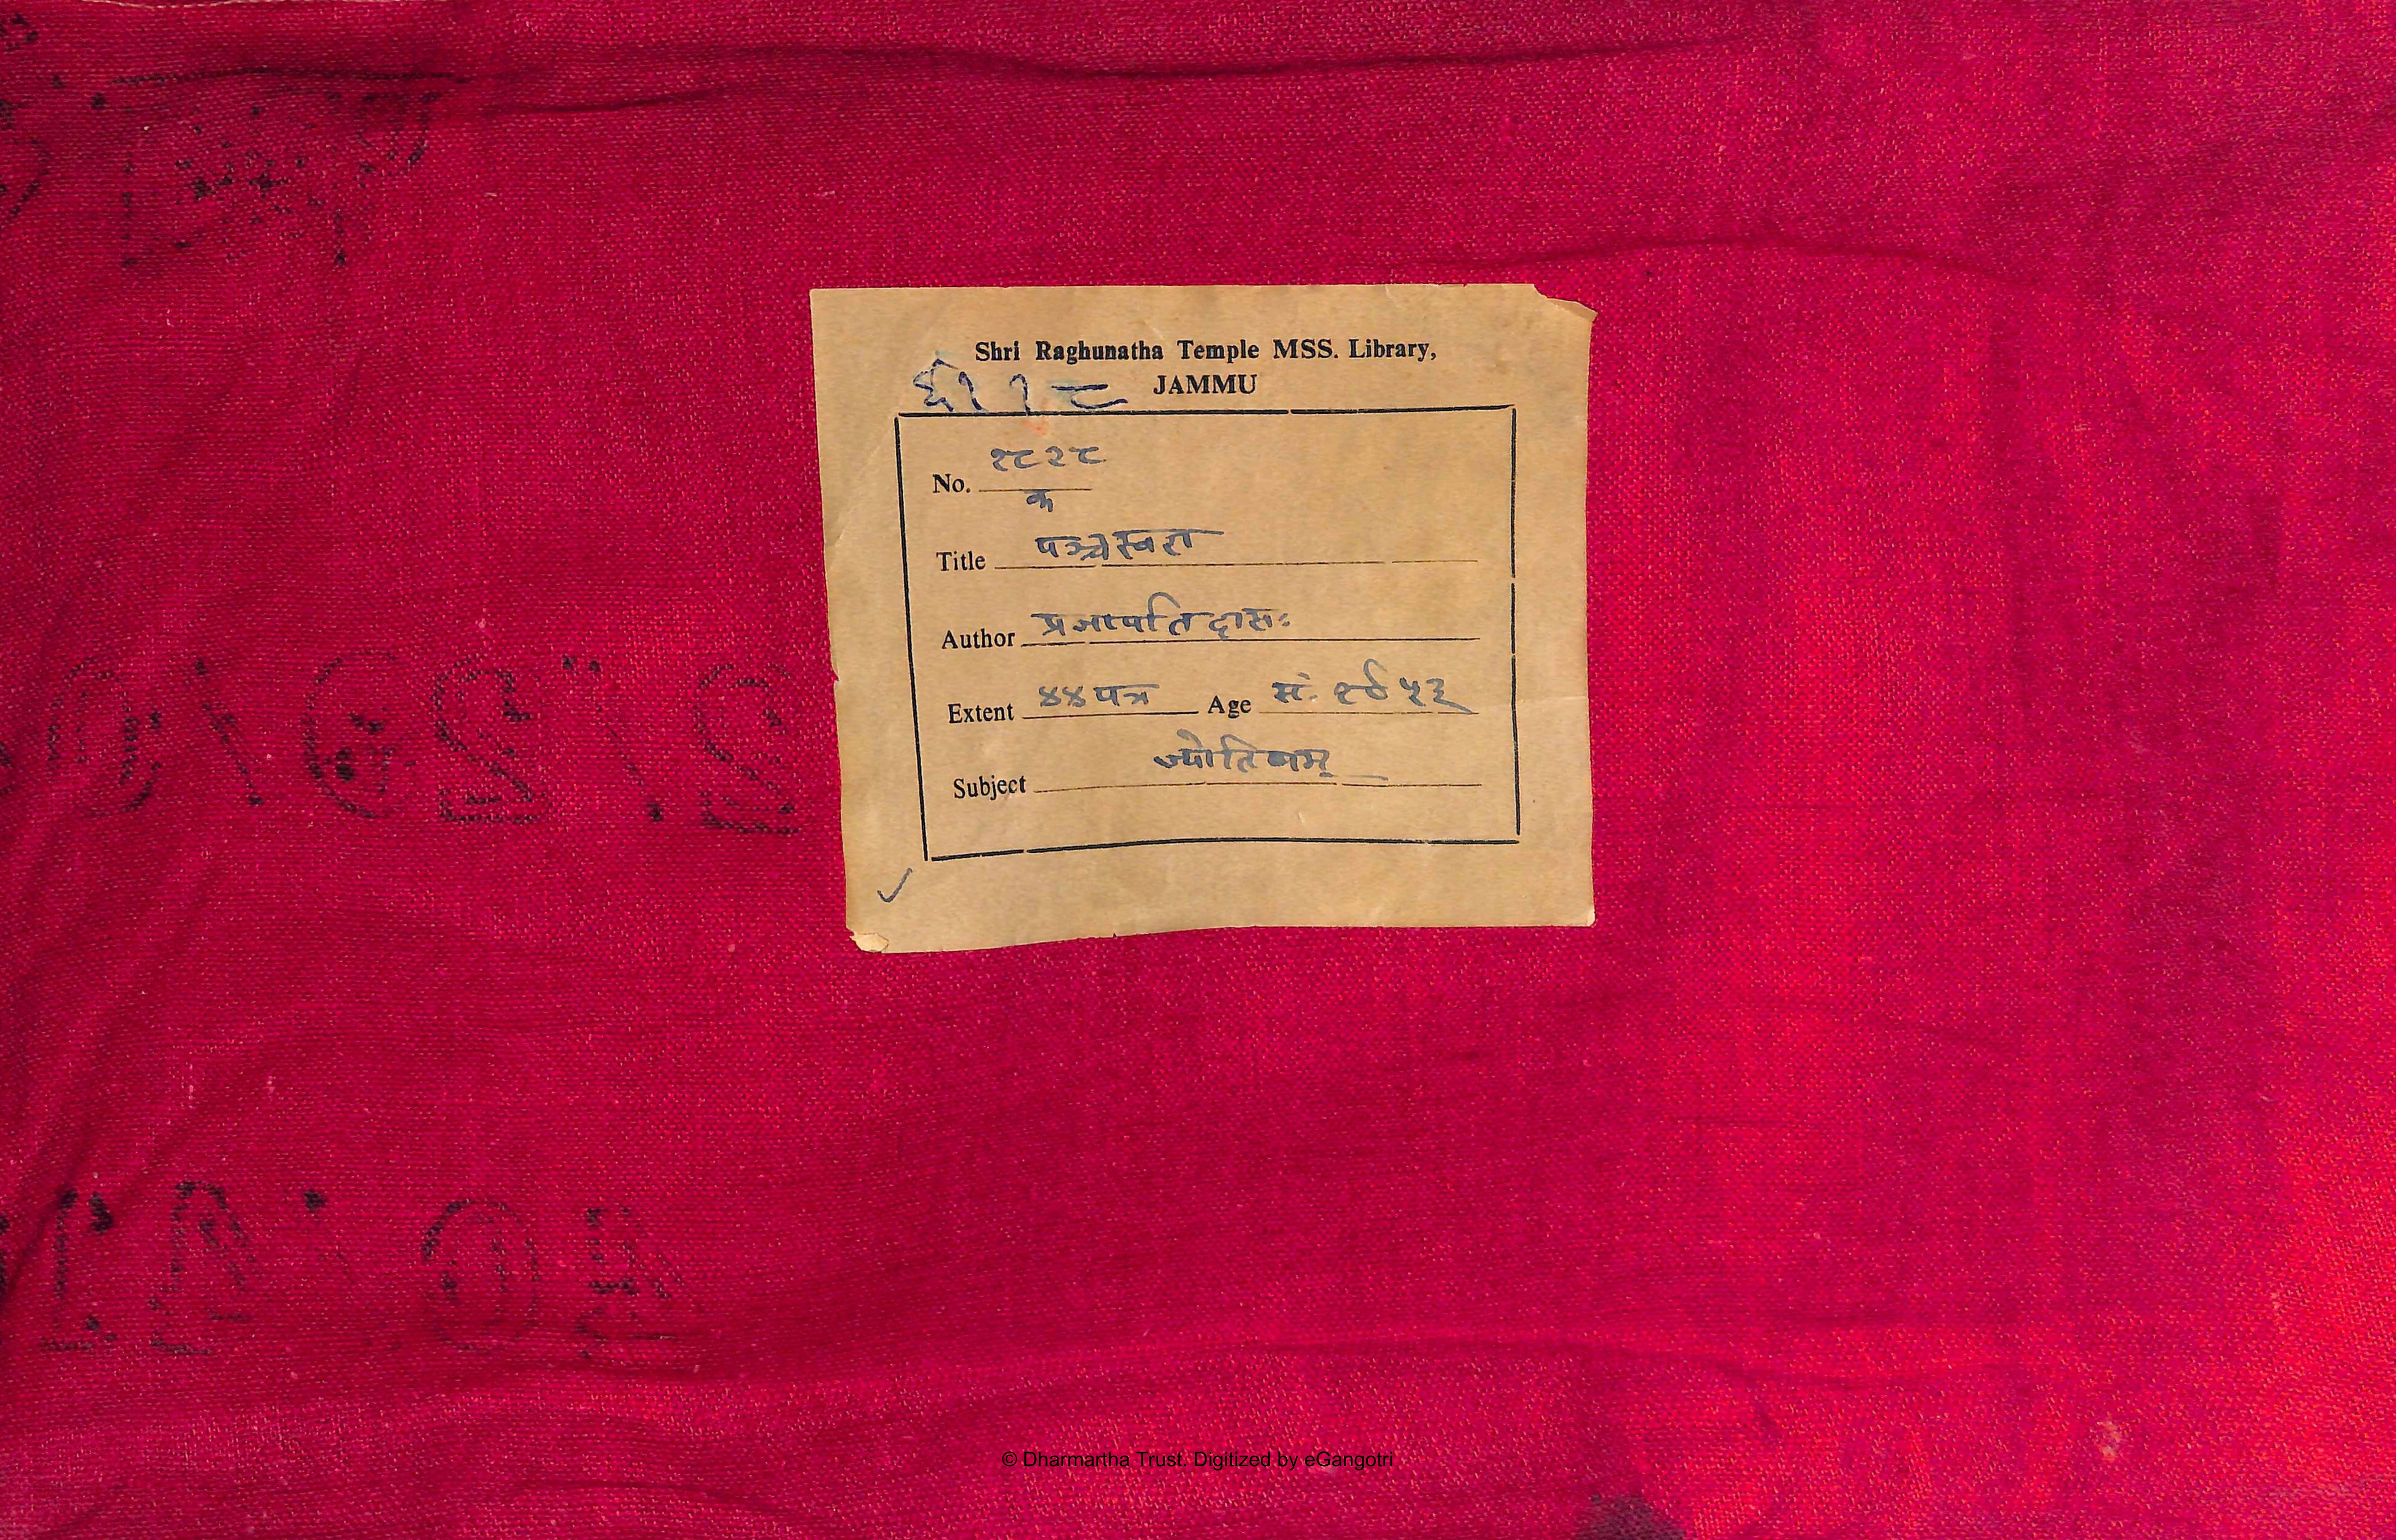 Shri Raghunatha Temple MSS. Library,
JAMMU
No. १८२८
क
Title पञ्चस्वरा
Author प्रजापतिदासः
Extent ४४ पत्र Age सं. १९५३
Subject ज्योतिषम्
© Dharmartha Trust. Digitized by eGangotri